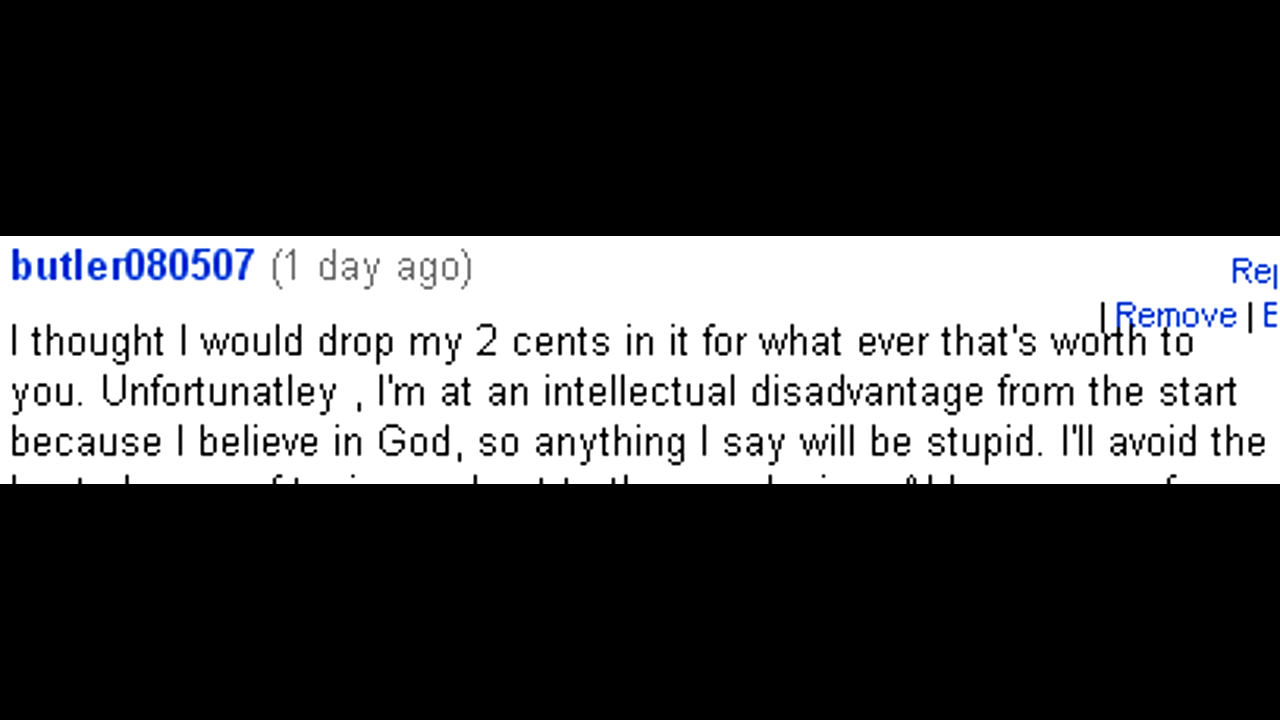 butler080507 (1 day ago)
| Remove |
I thought I would drop my 2 cents in it for what ever that's worth to
you. Unfortunatley , I'm at an intellectual disadvantage from the start
because I believe in God, so anything I say will be stupid. I'll avoid the